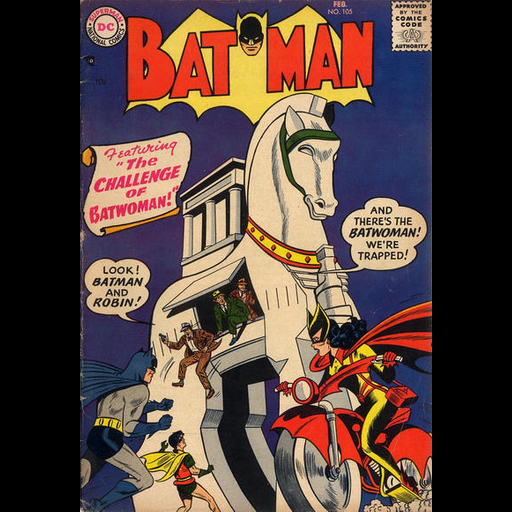 SUPERMAN
DC
NATIONAL COMICS
BATMAN
FEB.
NO. 105
APPROVED
BY THE
COMICS
CODE
AUTHORITY
Featuring
"The
CHALLENGE
OF
BATWOMAN!"
AND
THERE'S THE
BATWOMAN!
WE'RE
TRAPPED!
LOOK!
BATMAN
AND
ROBIN!